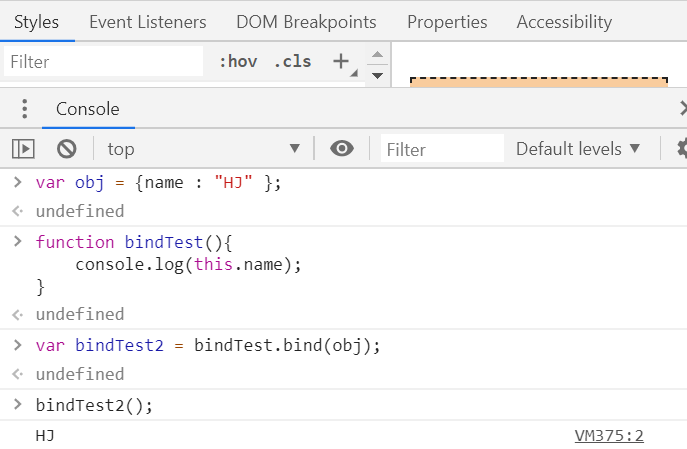 Styles Event Listeners DOM Breakpoints Properties Accessibility
Filter :hov .cls +
Console
top Filter Default levels
var obj = {name : "HJ" };
undefined
function bindTest(){
console.log(this.name);
}
undefined
var bindTest2 = bindTest.bind(obj);
undefined
bindTest2();
HJ VM375:2